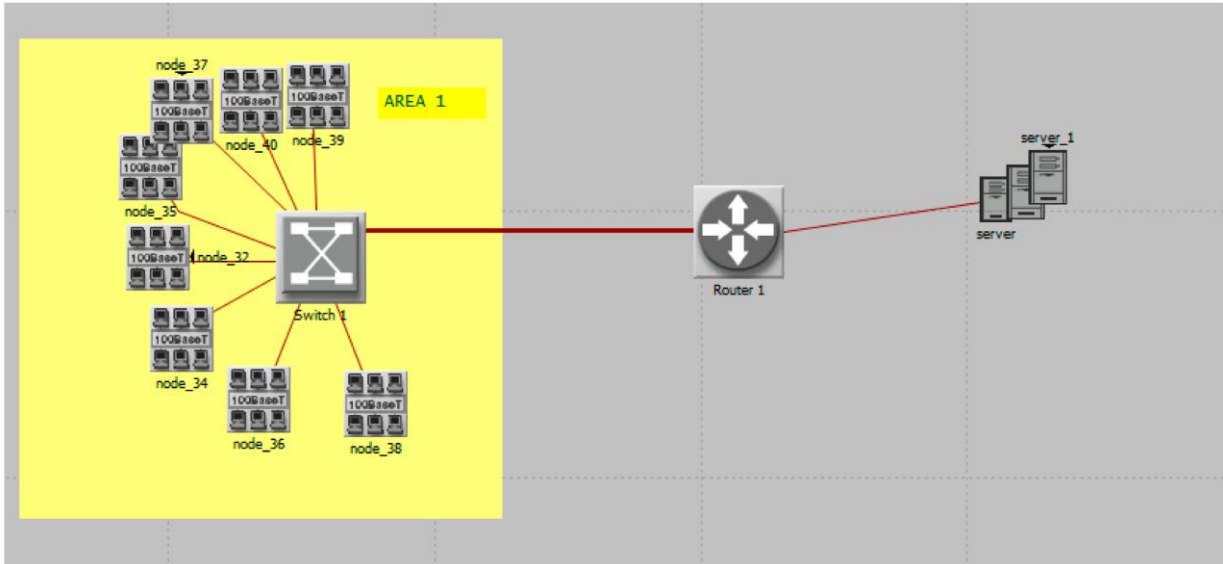 node_37
100BaseT
100BaseT
node_40
100BaseT
node_39
AREA 1
100BaseT
node_35
100BaseT
node_32
100BaseT
node_34
Switch 1
100BaseT
node_36
100BaseT
node_38
Router 1
server_1
server